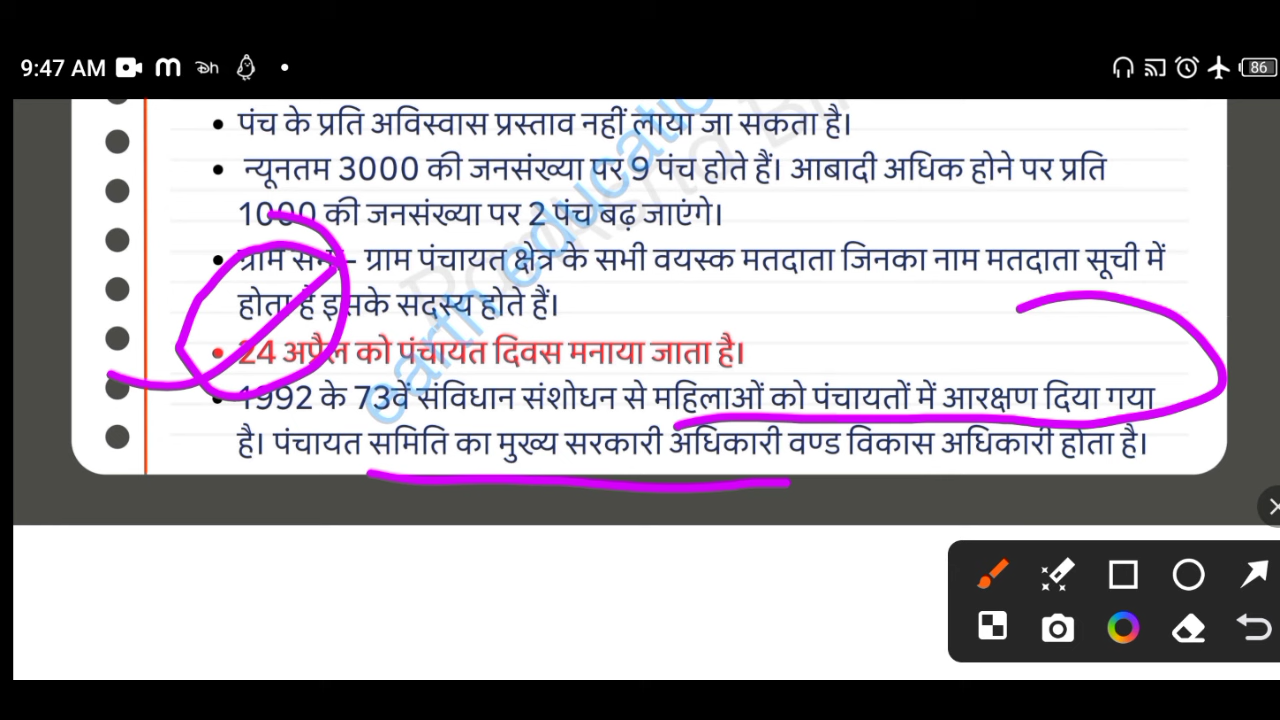 9:47 AM
86
पंच के प्रति अविस्वास प्रस्ताव नहीं लाया जा सकता है।
न्यूनतम 3000 की जनसंख्या पर 9 पंच होते हैं। आबादी अधिक होने पर प्रति
1000 की जनसंख्या पर 2 पंच बढ़ जाएंगे।
ग्राम सभा - ग्राम पंचायत क्षेत्र के सभी वयस्क मतदाता जिनका नाम मतदाता सूची में
होता है इसके सदस्य होते हैं।
24 अप्रैल को पंचायत दिवस मनाया जाता है।
1992 के 73वें संविधान संशोधन से महिलाओं को पंचायतों में आरक्षण दिया गया
है। पंचायत समिति का मुख्य सरकारी अधिकारी वण्ड विकास अधिकारी होता है।
earth education